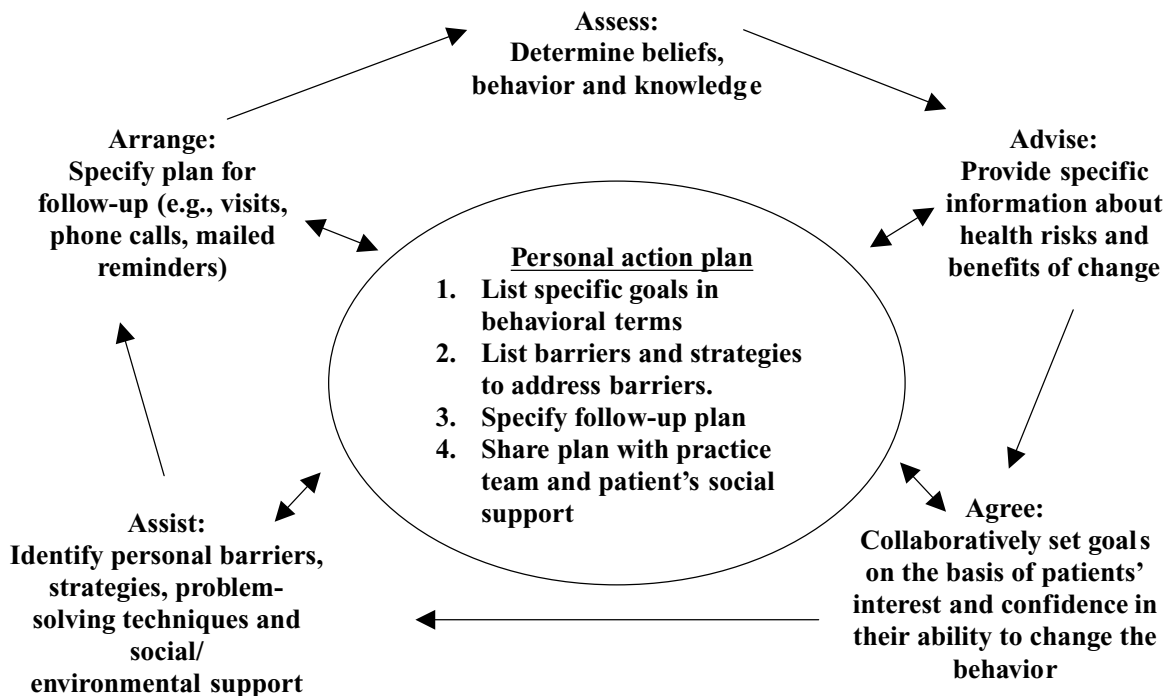 Assess:
Determine beliefs,
behavior and knowledge
Advise:
Provide specific
information about
health risks and
benefits of change
Agree:
Collaboratively set goals
on the basis of patients’
interest and confidence in
their ability to change the
behavior
Assist:
Identify personal barriers,
strategies, problem-
solving techniques and
social/
environmental support
Arrange:
Specify plan for
follow-up (e.g., visits,
phone calls, mailed
reminders)
Personal action plan
1. List specific goals in
behavioral terms
2. List barriers and strategies
to address barriers.
3. Specify follow-up plan
4. Share plan with practice
team and patient’s social
support